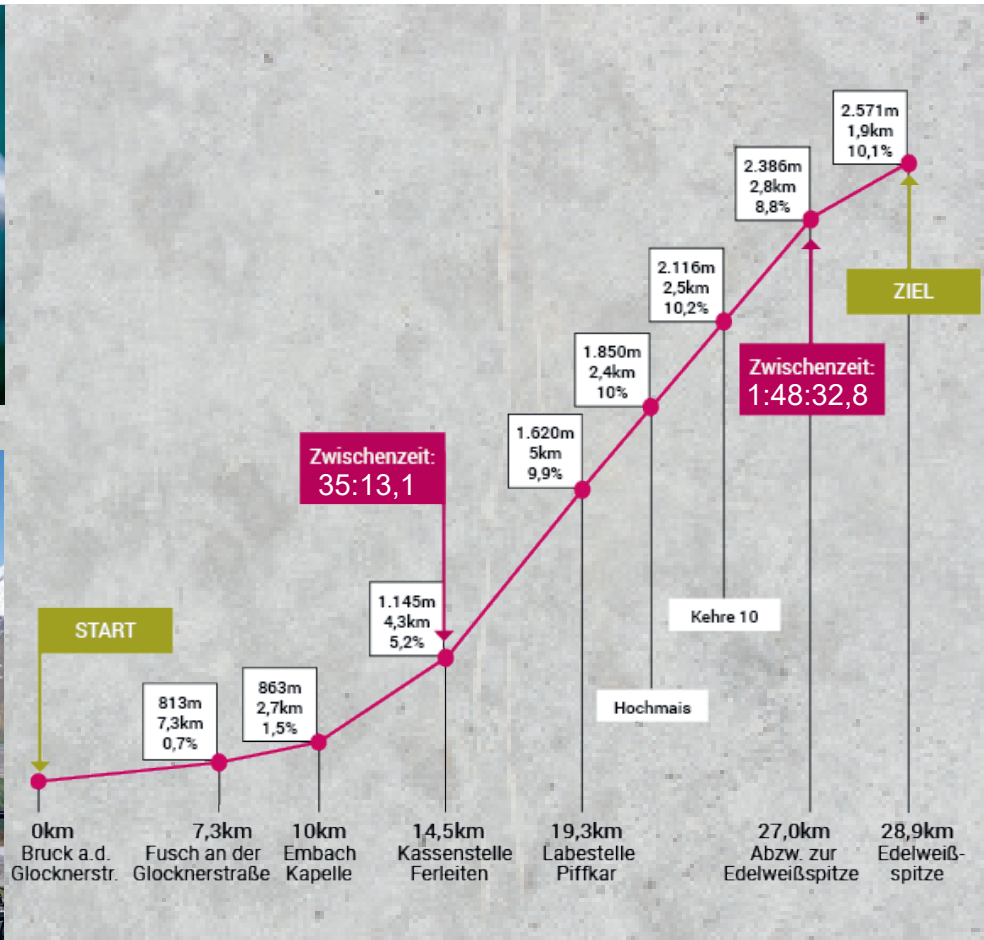 2.571m
1,9km
10,1%
2.386m
2,8km
8,8%
ZIEL
2.116m
2,5km
10,2%
1.850m
2,4km
10%
Zwischenzeit:
1:48:32,8
1.620m
5km
9,9%
Zwischenzeit:
35:13,1
1.145m
4,3km
5,2%
Kehre 10
START
863m
2,7km
1,5%
813m
7,3km
0,7%
Hochmais
0km
Bruck a.d.
Glocknerstr.
7,3km
Fusch an der
Glocknerstraße
10km
Embach
Kapelle
14,5km
Kassenstelle
Ferleiten
19,3km
Labestelle
Piffkar
27,0km
Abzw. zur
Edelweißspitze
28,9km
Edelweiß-
spitze